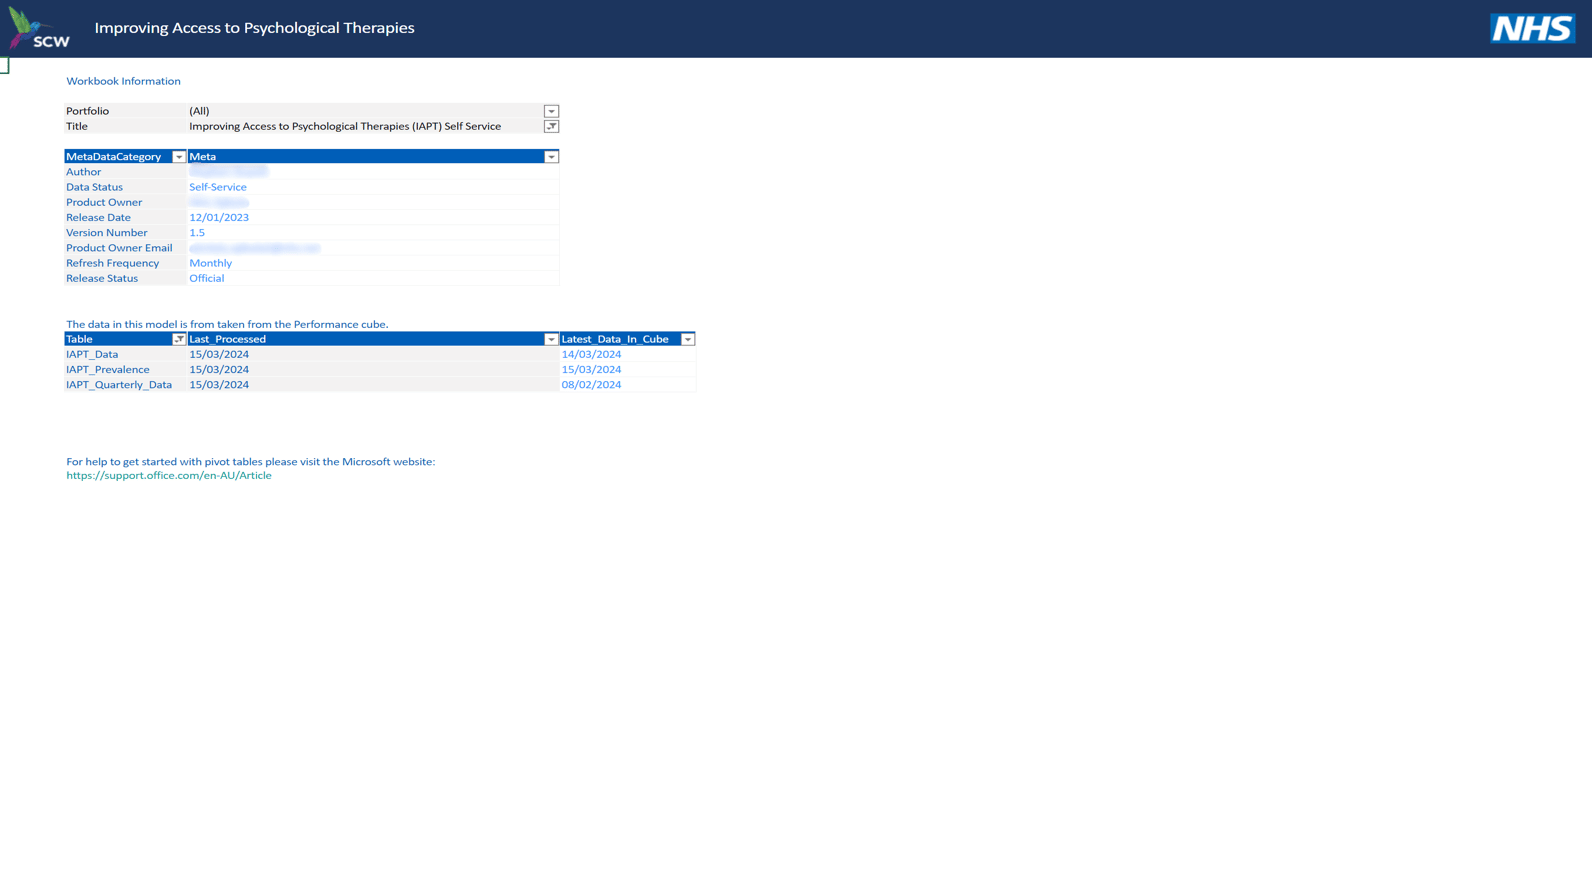 SCW
Improving Access to Psychological Therapies
NHS
Workbook Information
Portfolio (All)
Title Improving Access to Psychological Therapies (IAPT) Self Service
MetaDataCategory Meta
Author
Data Status Self-Service
Product Owner
Release Date 12/01/2023
Version Number 1.5
Product Owner Email
Refresh Frequency Monthly
Release Status Official
The data in this model is from taken from the Performance cube.
Table Last_Processed Latest_Data_In_Cube
IAPT_Data 15/03/2024 14/03/2024
IAPT_Prevalence 15/03/2024 15/03/2024
IAPT_Quarterly_Data 15/03/2024 08/02/2024
For help to get started with pivot tables please visit the Microsoft website:
https://support.office.com/en-AU/Article